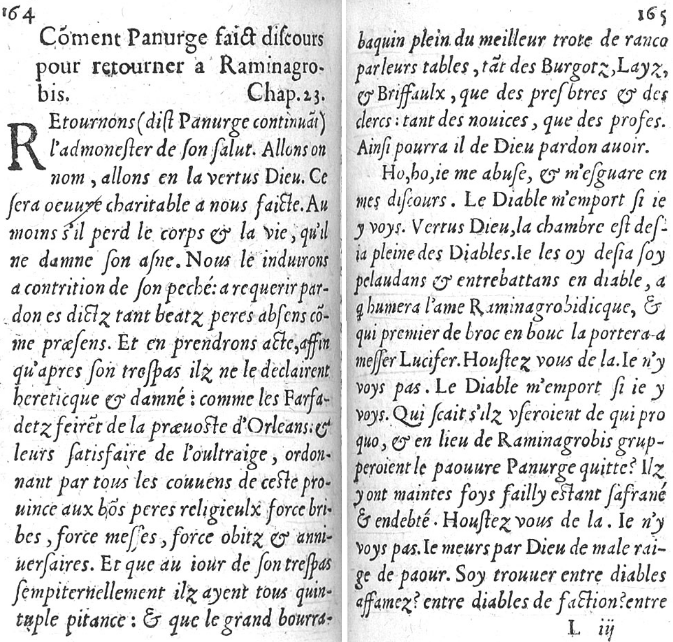 164
Cõment Panurge faict discours
pour retourner a Raminagro-
bis. Chap.23.
REtournons (dist Panurge continuãt)
l'admonester de son salut. Allons on
nom, allons en la vertus Dieu. Ce
sera oeuure charitable a nous faicte. Au
moins s'il perd le corps & la vie, qu'il
ne damne son asne. Nous le induirons
a contrition de son peché: a requerir par-
don es dictz tant beatz peres absens cõ-
me præsens. Et en prendrons acte, affin
qu'apres son trespas ilz ne le declairent
hereticque & damné: comme les Farfa-
detz feirẽt de la præuoste d'Orleans: &
leurs satisfaire de l'oultraige, ordon-
nant par tous les conuens de ceste pro-
uince aux bõs peres religieulx force bri-
bes, force messes, force obitz & anni-
uersaires. Et que au iour de son trespas
sempiternellement ilz ayent tous quin-
tuple pitance: & que le grand bourra-
165
baquin plein du meilleur trote de ranco
par leurs tables, tãt des Burgotz, Layz,
& Briffaulx, que des presbtres & des
clercs: tant des nouices, que des profes.
Ainsi pourra il de Dieu pardon auoir.
Ho, ho, ie me abuse, & m'esguare en
mes discours. Le Diable m'emport si ie
y voys. Vertus Dieu, la chambre est des-
ia pleine des Diables. Ie les oy desia soy
pelaudans & entrebattans en diable, a
q humera l'ame Raminagrobidicque, &
qui premier de broc en bouc la portera a
messer Lucifer. Houstez vous de la. Ie n'y
voys pas. Le Diable m'emport si ie y
voys. Qui scait s'ilz vseroient de qui pro
quo, & en lieu de Raminagrobis grup-
peroient le paouure Panurge quitte? Ilz
y ont maintes foys failly estant safrané
& endebté. Houstez vous de la. Ie n'y
voys pas. Ie meurs par Dieu de male rai-
ge de paour. Soy trouuer entre diables
affamez? entre diables de faction? entre
L iij